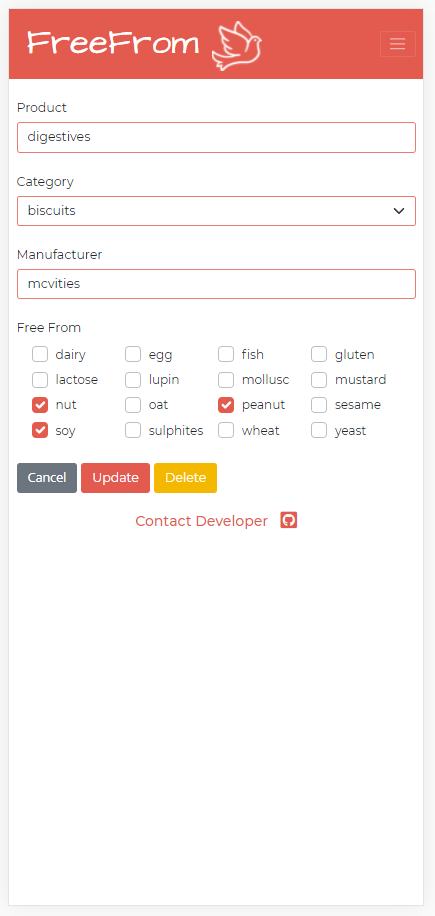 FreeFrom
Product
digestives
Category
biscuits
Manufacturer
mcvities
Free From
dairy egg fish gluten
lactose lupin mollusc mustard
nut oat peanut sesame
soy sulphites wheat yeast
Cancel Update Delete
Contact Developer